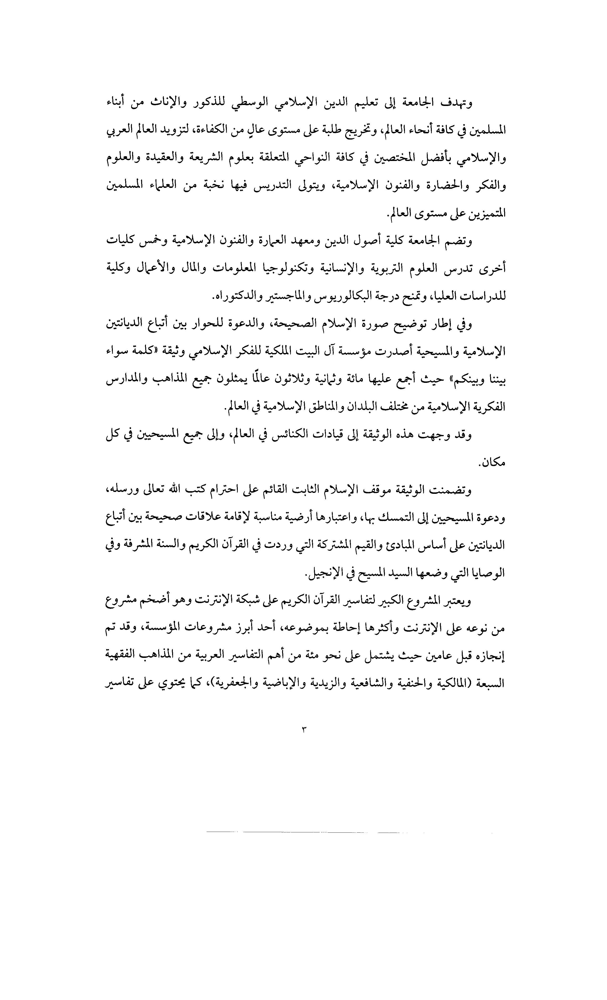 وتهدف الجامعة إلى تعليم الدين الإسلامي الوسطي للذكور والإناث من أبناء
المسلمين في كافة أنحاء العالم، وتخريج طلبة على مستوى عالٍ من الكفاءة، لتزويد العالم العربي
والإسلامي بأفضل المختصين في كافة النواحي المتعلقة بعلوم الشريعة والعقيدة والعلوم
والفكر والحضارة والفنون الإسلامية، ويتولى التدريس فيها نخبة من العلماء المسلمين
المتميزين على مستوى العالم.
وتضم الجامعة كلية أصول الدين ومعهد العمارة والفنون الإسلامية وخمس كليات
أخرى تدرس العلوم التربوية والإنسانية وتكنولوجيا المعلومات والمال والأعمال وكلية
للدراسات العليا، وتمنح درجة البكالوريوس والماجستير والدكتوراه.
وفي إطار توضيح صورة الإسلام الصحيحة، والدعوة للحوار بين أتباع الديانتين
الإسلامية والمسيحية أصدرت مؤسسة آل البيت الملكية للفكر الإسلامي وثيقة «كلمة سواء
بيننا وبينكم» حيث أجمع عليها مائة وثمانية وثلاثون عالمًا يمثلون جميع المذاهب والمدارس
الفكرية الإسلامية من مختلف البلدان والمناطق الإسلامية في العالم.
وقد وجهت هذه الوثيقة إلى قيادات الكنائس في العالم، وإلى جميع المسيحيين في كل
مكان.
وتضمنت الوثيقة موقف الإسلام الثابت القائم على احترام كتب الله تعالى ورسله،
ودعوة المسيحيين إلى التمسك بها، واعتبارها أرضية مناسبة لإقامة علاقات صحيحة بين أتباع
الديانتين على أساس المبادئ والقيم المشتركة التي وردت في القرآن الكريم والسنة المشرفة وفي
الوصايا التي وضعها السيد المسيح في الإنجيل.
ويعتبر المشروع الكبير لتفاسير القرآن الكريم على شبكة الإنترنت وهو أضخم مشروع
من نوعه على الإنترنت وأكثرها إحاطة بموضوعه، أحد أبرز مشروعات المؤسسة، وقد تم
إنجازه قبل عامين حيث يشتمل على نحو مئة من أهم التفاسير العربية من المذاهب الفقهية
السبعة (المالكية والحنفية والشافعية والزيدية والإباضية والجعفرية)، كما يحتوي على تفاسير
٣